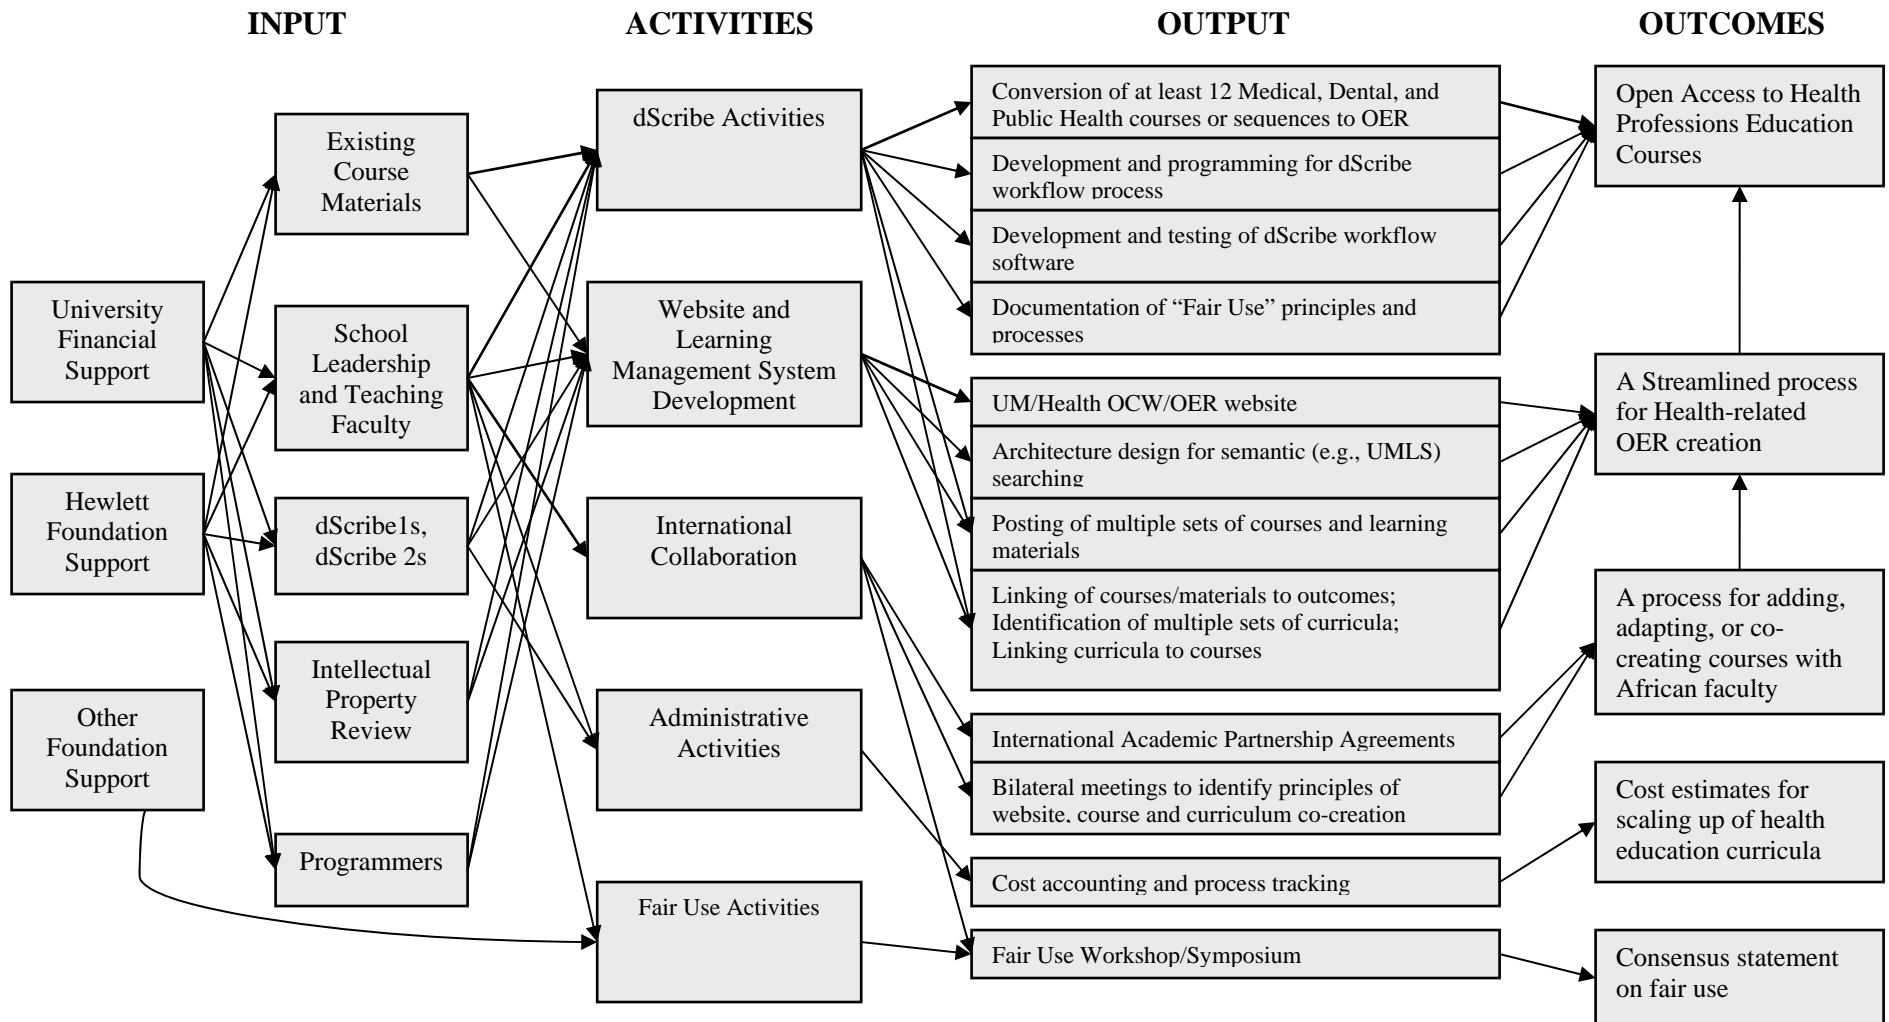 INPUT
ACTIVITIES
OUTPUT
OUTCOMES
University
Financial
Support
Hewlett
Foundation
Support
Other
Foundation
Support
Existing
Course
Materials
School
Leadership
and Teaching
Faculty
dScribe1s,
dScribe 2s
Intellectual
Property
Review
Programmers
dScribe Activities
Website and
Learning
Management System
Development
International
Collaboration
Administrative
Activities
Fair Use Activities
Conversion of at least 12 Medical, Dental, and
Public Health courses or sequences to OER
Development and programming for dScribe
workflow process
Development and testing of dScribe workflow
software
Documentation of “Fair Use” principles and
processes
UM/Health OCW/OER website
Architecture design for semantic (e.g., UMLS)
searching
Posting of multiple sets of courses and learning
materials
Linking of courses/materials to outcomes;
Identification of multiple sets of curricula;
Linking curricula to courses
International Academic Partnership Agreements
Bilateral meetings to identify principles of
website, course and curriculum co-creation
Cost accounting and process tracking
Fair Use Workshop/Symposium
Open Access to Health
Professions Education
Courses
A Streamlined process
for Health-related
OER creation
A process for adding,
adapting, or co-
creating courses with
African faculty
Cost estimates for
scaling up of health
education curricula
Consensus statement
on fair use